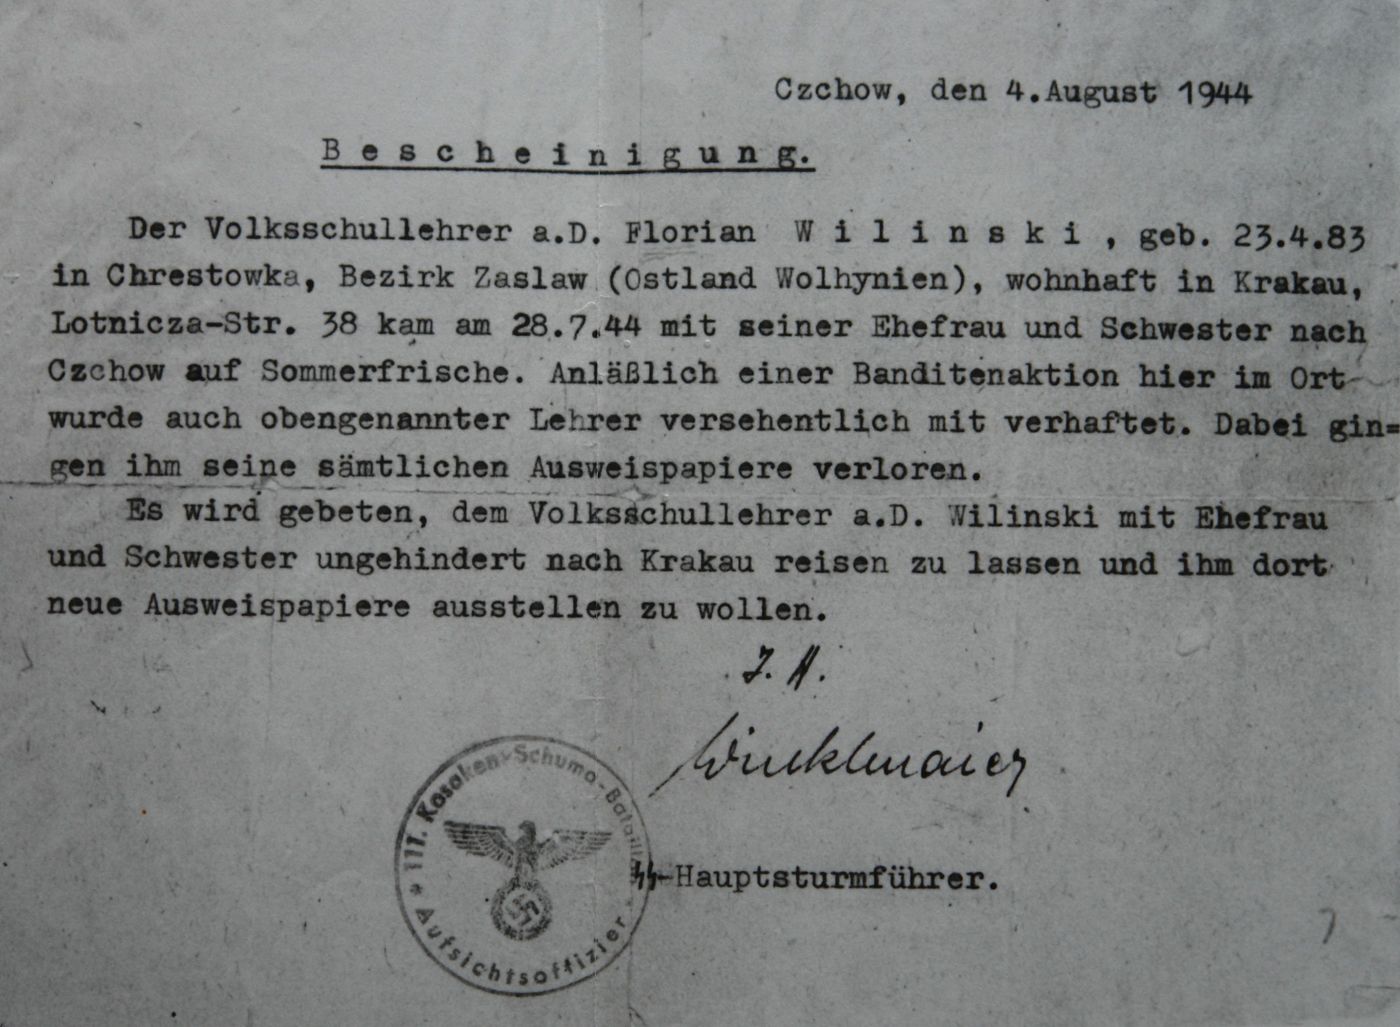 Czchow, den 4.August 1944
Bescheinigung.
Der Volksschullehrer a.D. Florian Wilinski, geb. 23.4.83
in Chrestowka, Bezirk Zaslaw (Ostland Wolhynien), wohnhaft in Krakau,
Lotnicza-Str. 38 kam am 28.7.44 mit seiner Ehefrau und Schwester nach
Czchow auf Sommerfrische. Anläßlich einer Banditenaktion hier im Ort
wurde auch obengenannter Lehrer versehentlich mit verhaftet. Dabei gin=
gen ihm seine sämtlichen Ausweispapiere verloren.
Es wird gebeten, dem Volksschullehrer a.D. Wilinski mit Ehefrau
und Schwester ungehindert nach Krakau reisen zu lassen und ihm dort
neue Ausweispapiere ausstellen zu wollen.
J. A.
Wincklmaier
SS-Hauptsturmführer.
III. Kosaken-Schuma-Bataill.
Aufsichtsoffizier